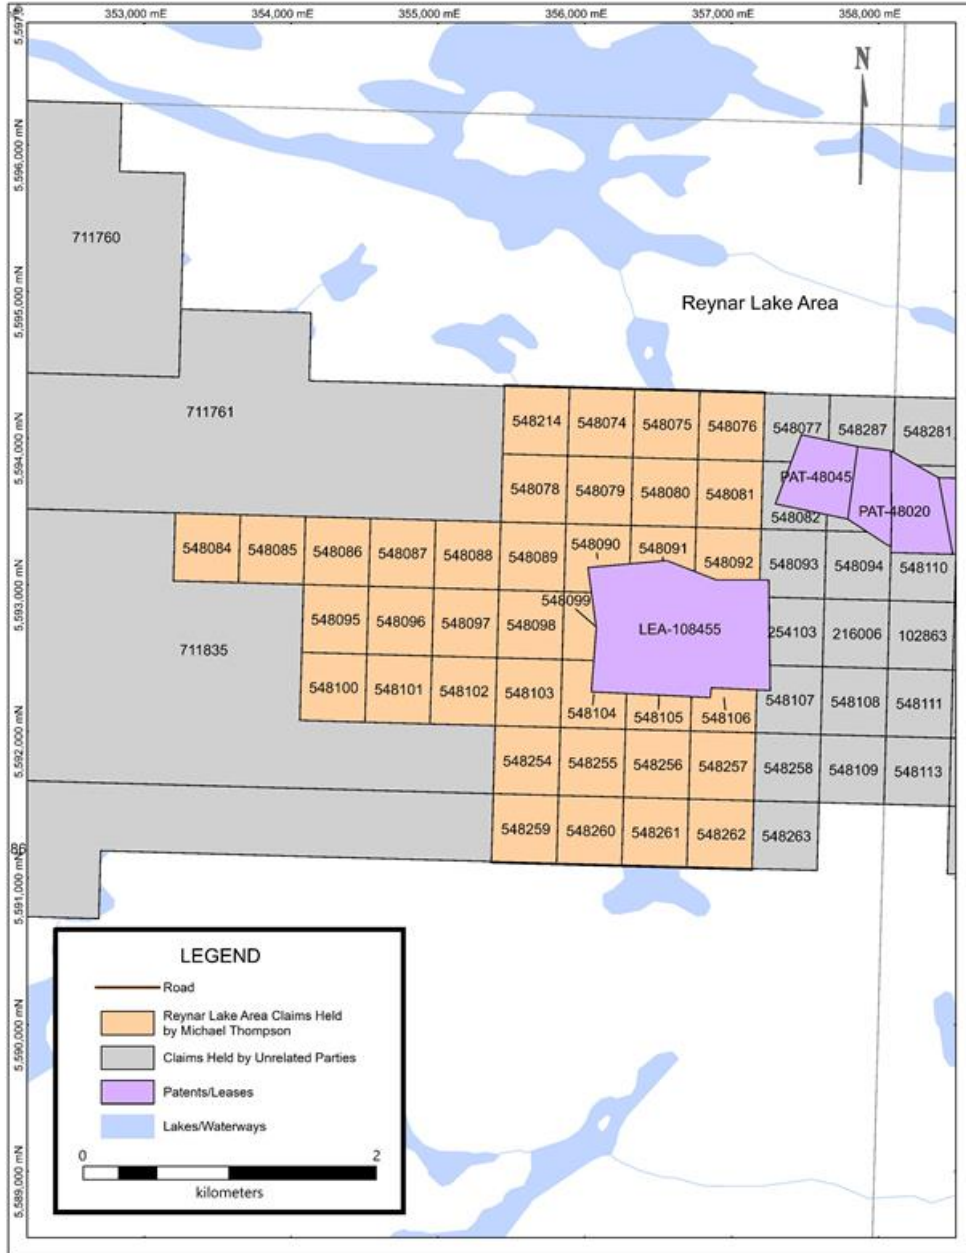 353,000 mE 354,000 mE 355,000 mE 356,000 mE 357,000 mE 358,000 mE
N
5,596,000 mN
711760
5,595,000 mN
Reynar Lake Area
711761
5,594,000 mN
548214 548074 548075 548076 548077 548287 548281
548078 548079 548080 548081 PAT-48045
PAT-48020
548082
5,593,000 mN
548084 548085 548086 548087 548088 548089 548090 548091 548092 548093 548094 548110
548095 548096 548097 548098 548099 LEA-108455 254103 216006 102863
711835
548100 548101 548102 548103 548104 548105 548106 548107 548108 548111
5,592,000 mN
548254 548255 548256 548257 548258 548109 548113
548259 548260 548261 548262 548263
5,591,000 mN
LEGEND
Road
Reynar Lake Area Claims Held
by Michael Thompson
Claims Held by Unrelated Parties
Patents/Leases
Lakes/Waterways
0 2
kilometers
5,590,000 mN
5,589,000 mN